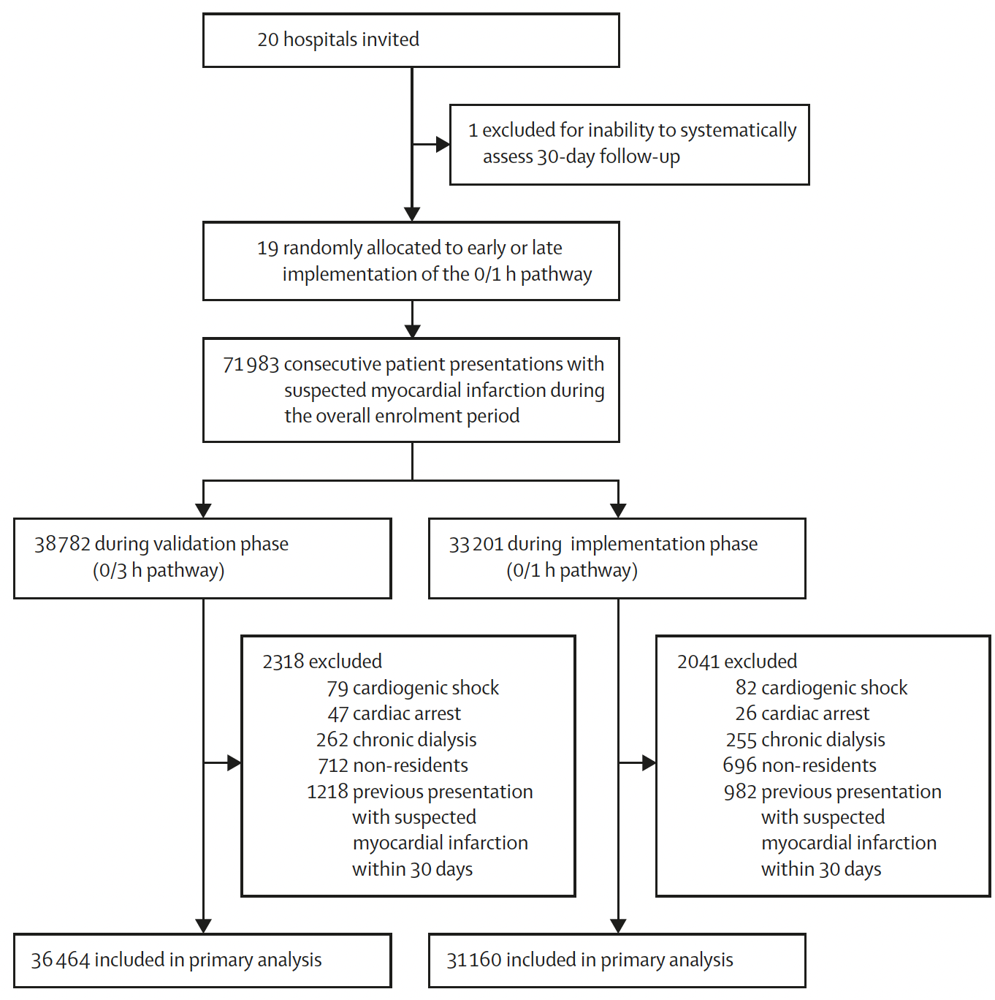 20 hospitals invited
1 excluded for inability to systematically
assess 30-day follow-up
19 randomly allocated to early or late
implementation of the 0/1 h pathway
71 983 consecutive patient presentations with
suspected myocardial infarction during
the overall enrolment period
38 782 during validation phase
(0/3 h pathway)
33 201 during implementation phase
(0/1 h pathway)
2318 excluded
79 cardiogenic shock
47 cardiac arrest
262 chronic dialysis
712 non-residents
1218 previous presentation
with suspected
myocardial infarction
within 30 days
2041 excluded
82 cardiogenic shock
26 cardiac arrest
255 chronic dialysis
696 non-residents
982 previous presentation
with suspected
myocardial infarction
within 30 days
36 464 included in primary analysis
31 160 included in primary analysis